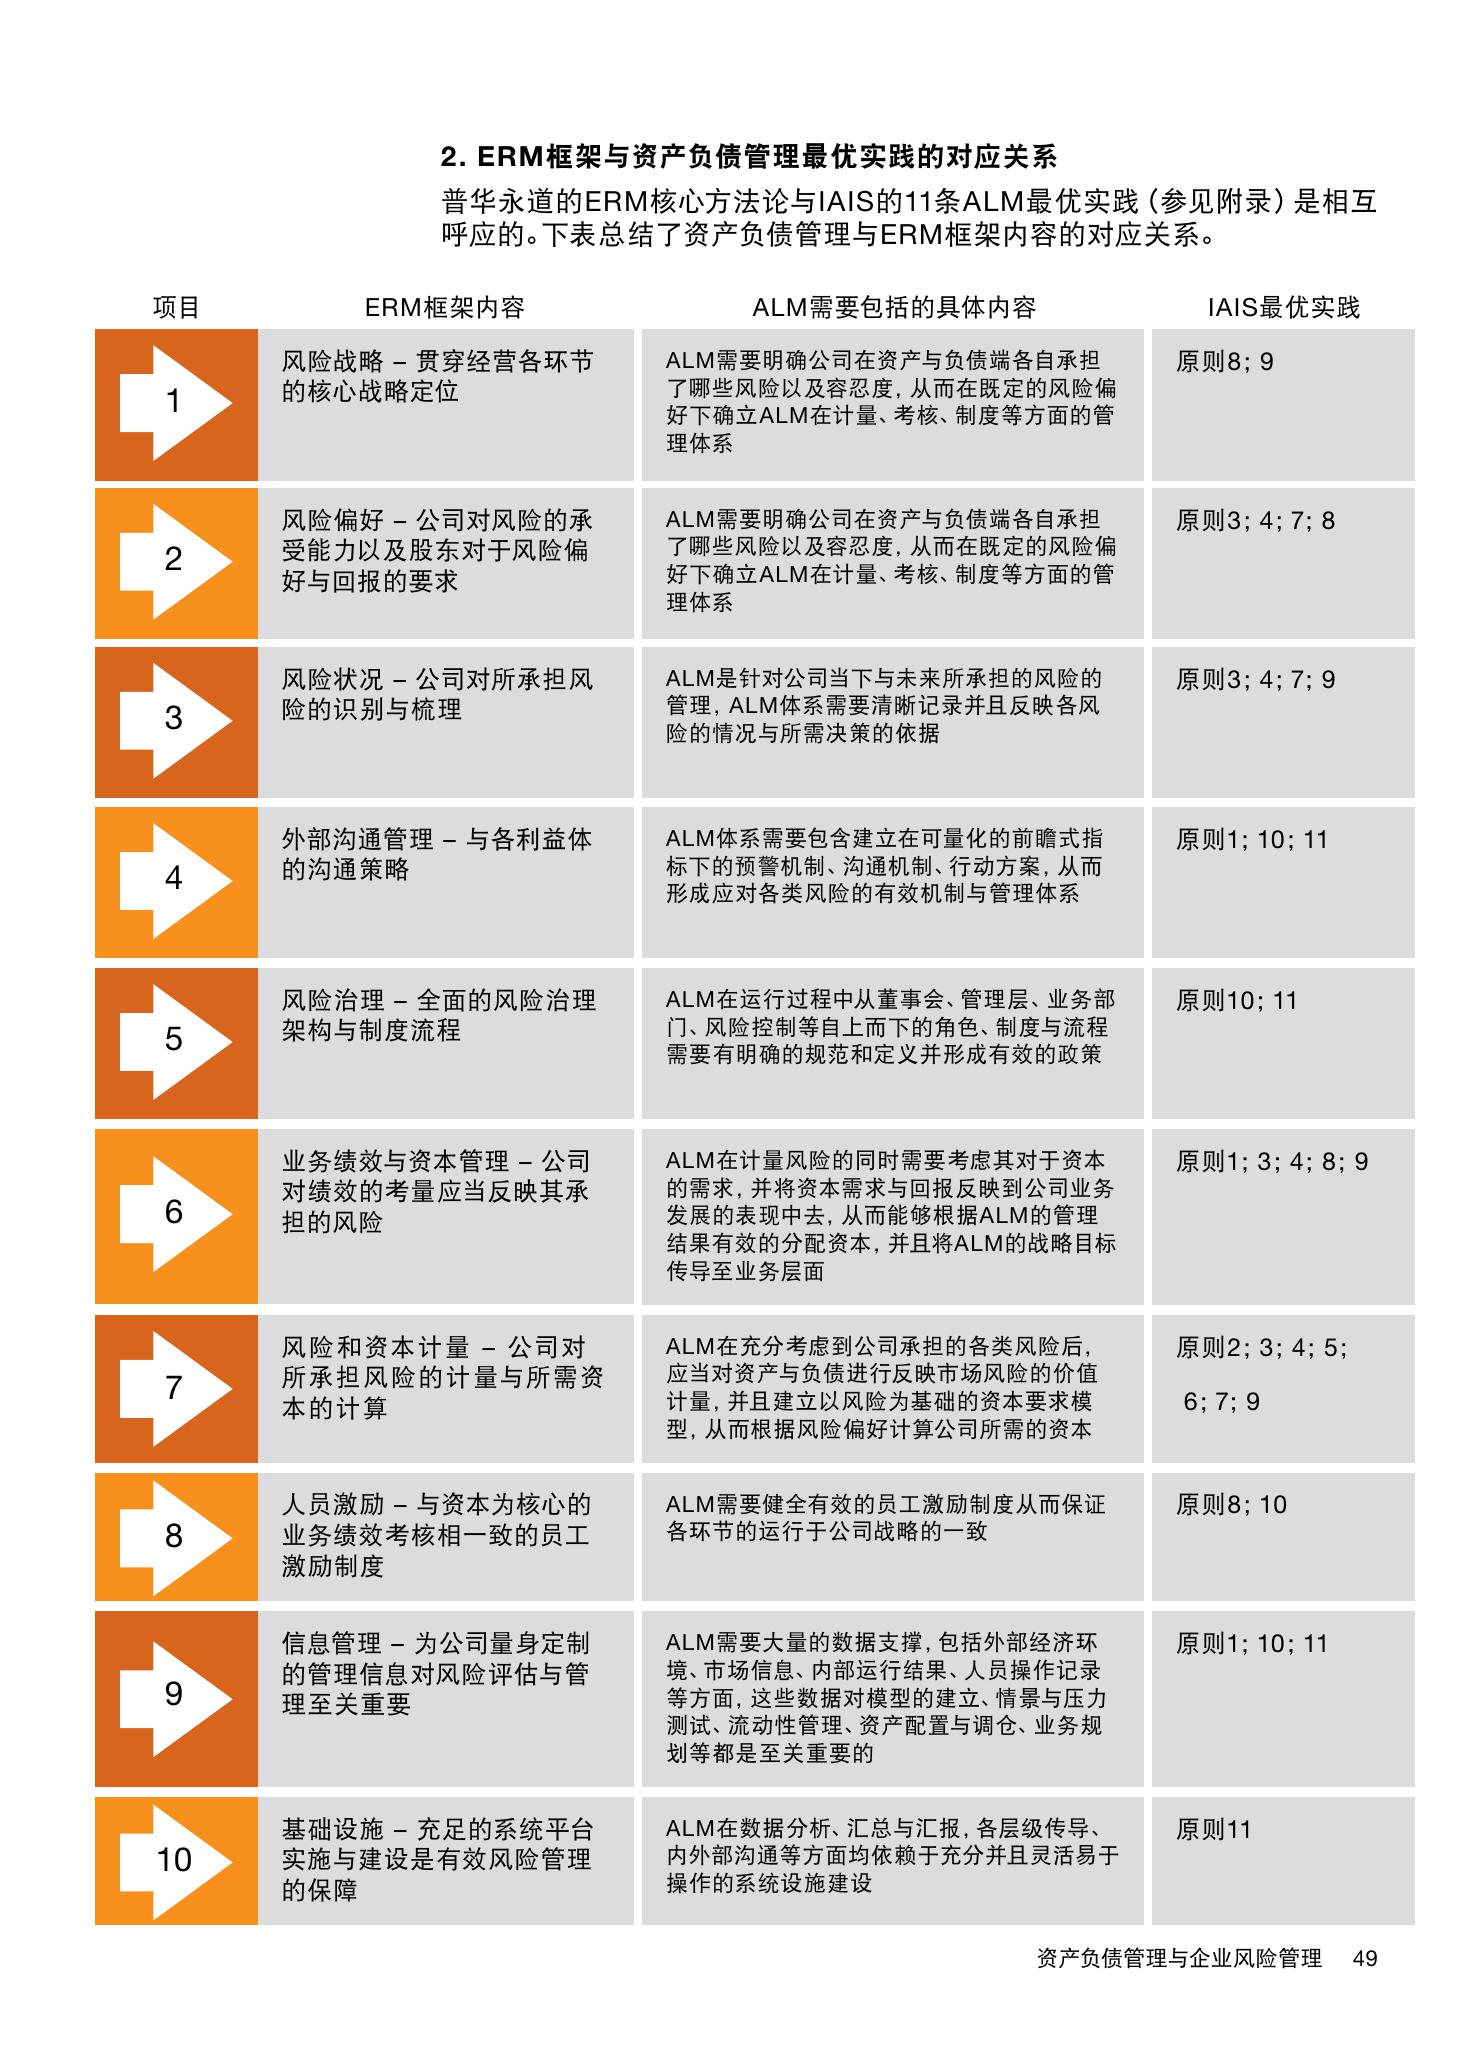 2. ERM框架与资产负债管理最优实践的对应关系
普华永道的ERM核心方法论与IAIS的11条ALM最优实践（参见附录）是相互
呼应的。下表总结了资产负债管理与ERM框架内容的对应关系。
项目 ERM框架内容 ALM需要包括的具体内容 IAIS最优实践
1
风险战略 – 贯穿经营各环节
的核心战略定位
ALM需要明确公司在资产与负债端各自承担
了哪些风险以及容忍度，从而在既定的风险偏
好下确立ALM在计量、考核、制度等方面的管
理体系
原则8；9
2
风险偏好 – 公司对风险的承
受能力以及股东对于风险偏
好与回报的要求
ALM需要明确公司在资产与负债端各自承担
了哪些风险以及容忍度，从而在既定的风险偏
好下确立ALM在计量、考核、制度等方面的管
理体系
原则3；4；7；8
3
风险状况 – 公司对所承担风
险的识别与梳理
ALM是针对公司当下与未来所承担的风险的
管理，ALM体系需要清晰记录并且反映各风
险的情况与所需决策的依据
原则3；4；7；9
4
外部沟通管理 – 与各利益体
的沟通策略
ALM体系需要包含建立在可量化的前瞻式指
标下的预警机制、沟通机制、行动方案，从而
形成应对各类风险的有效机制与管理体系
原则1；10；11
5
风险治理 – 全面的风险治理
架构与制度流程
ALM在运行过程中从董事会、管理层、业务部
门、风险控制等自上而下的角色、制度与流程
需要有明确的规范和定义并形成有效的政策
原则10；11
6
业务绩效与资本管理 – 公司
对绩效的考量应当反映其承
担的风险
ALM在计量风险的同时需要考虑其对于资本
的需求，并将资本需求与回报反映到公司业务
发展的表现中去，从而能够根据ALM的管理
结果有效的分配资本，并且将ALM的战略目标
传导至业务层面
原则1；3；4；8；9
7
风险和资本计量 – 公司对
所承担风险的计量与所需资
本的计算
ALM在充分考虑到公司承担的各类风险后，
应当对资产与负债进行反映市场风险的价值
计量，并且建立以风险为基础的资本要求模
型，从而根据风险偏好计算公司所需的资本
原则2；3；4；5；
6；7；9
8
人员激励 – 与资本为核心的
业务绩效考核相一致的员工
激励制度
ALM需要健全有效的员工激励制度从而保证
各环节的运行于公司战略的一致
原则8；10
9
信息管理 – 为公司量身定制
的管理信息对风险评估与管
理至关重要
ALM需要大量的数据支撑，包括外部经济环
境、市场信息、内部运行结果、人员操作记录
等方面，这些数据对模型的建立、情景与压力
测试、流动性管理、资产配置与调仓、业务规
划等都是至关重要的
原则1；10；11
10
基础设施 – 充足的系统平台
实施与建设是有效风险管理
的保障
ALM在数据分析、汇总与汇报，各层级传导、
内外部沟通等方面均依赖于充分并且灵活易于
操作的系统设施建设
原则11
资产负债管理与企业风险管理 49